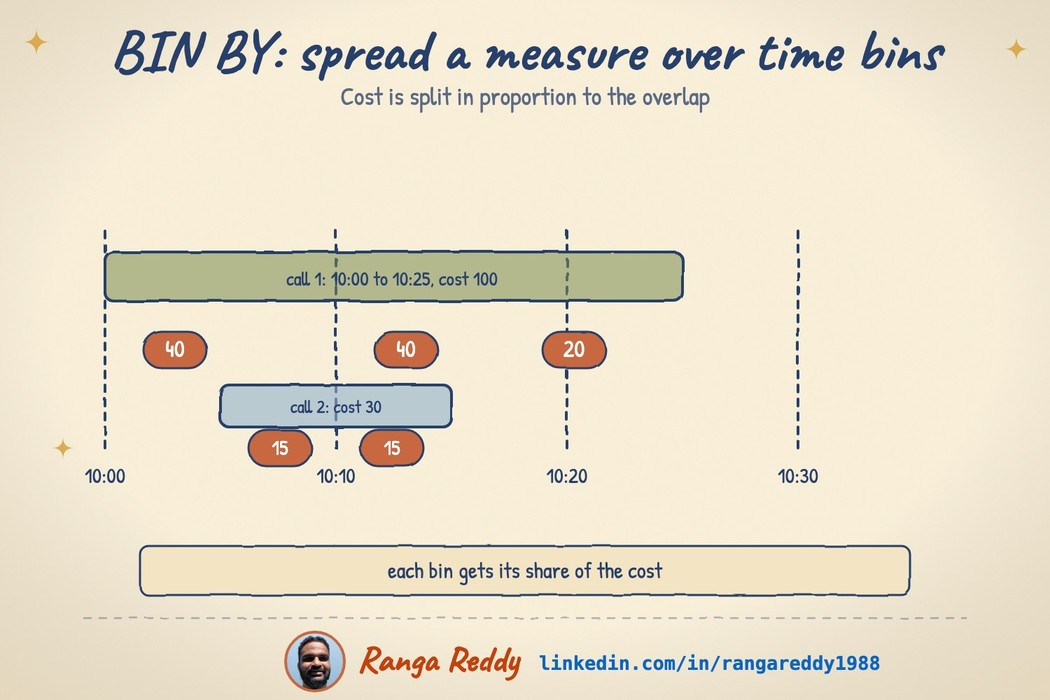 BIN BY: spread a measure over time bins
Cost is split in proportion to the overlap
call 1: 10:00 to 10:25, cost 100
40 40 20
call 2: cost 30
15 15
10:00 10:10 10:20 10:30
each bin gets its share of the cost
Ranga Reddy linkedin.com/in/rangareddy1988